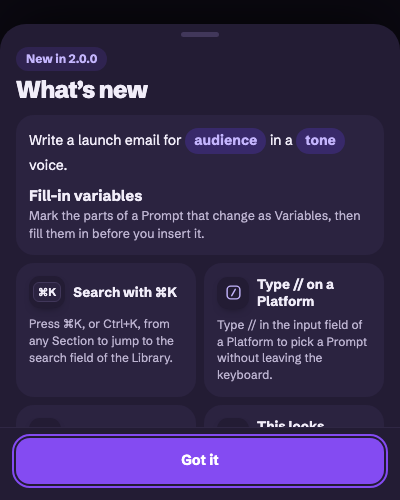 New in 2.0.0
What's new
Write a launch email for audience in a tone
voice.
Fill-in variables
Mark the parts of a Prompt that change as Variables, then
fill them in before you insert it.
⌘K
Search with ⌘K
Press ⌘K, or Ctrl+K, from
any Section to jump to the
search field of the Library.
/
Type // on a
Platform
Type // in the input field of
a Platform to pick a Prompt
without leaving the
keyboard.
This looks
Got it